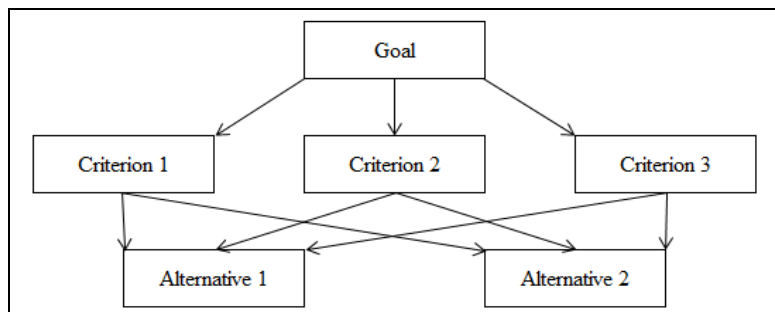 Goal
Criterion 1
Criterion 2
Criterion 3
Alternative 1
Alternative 2